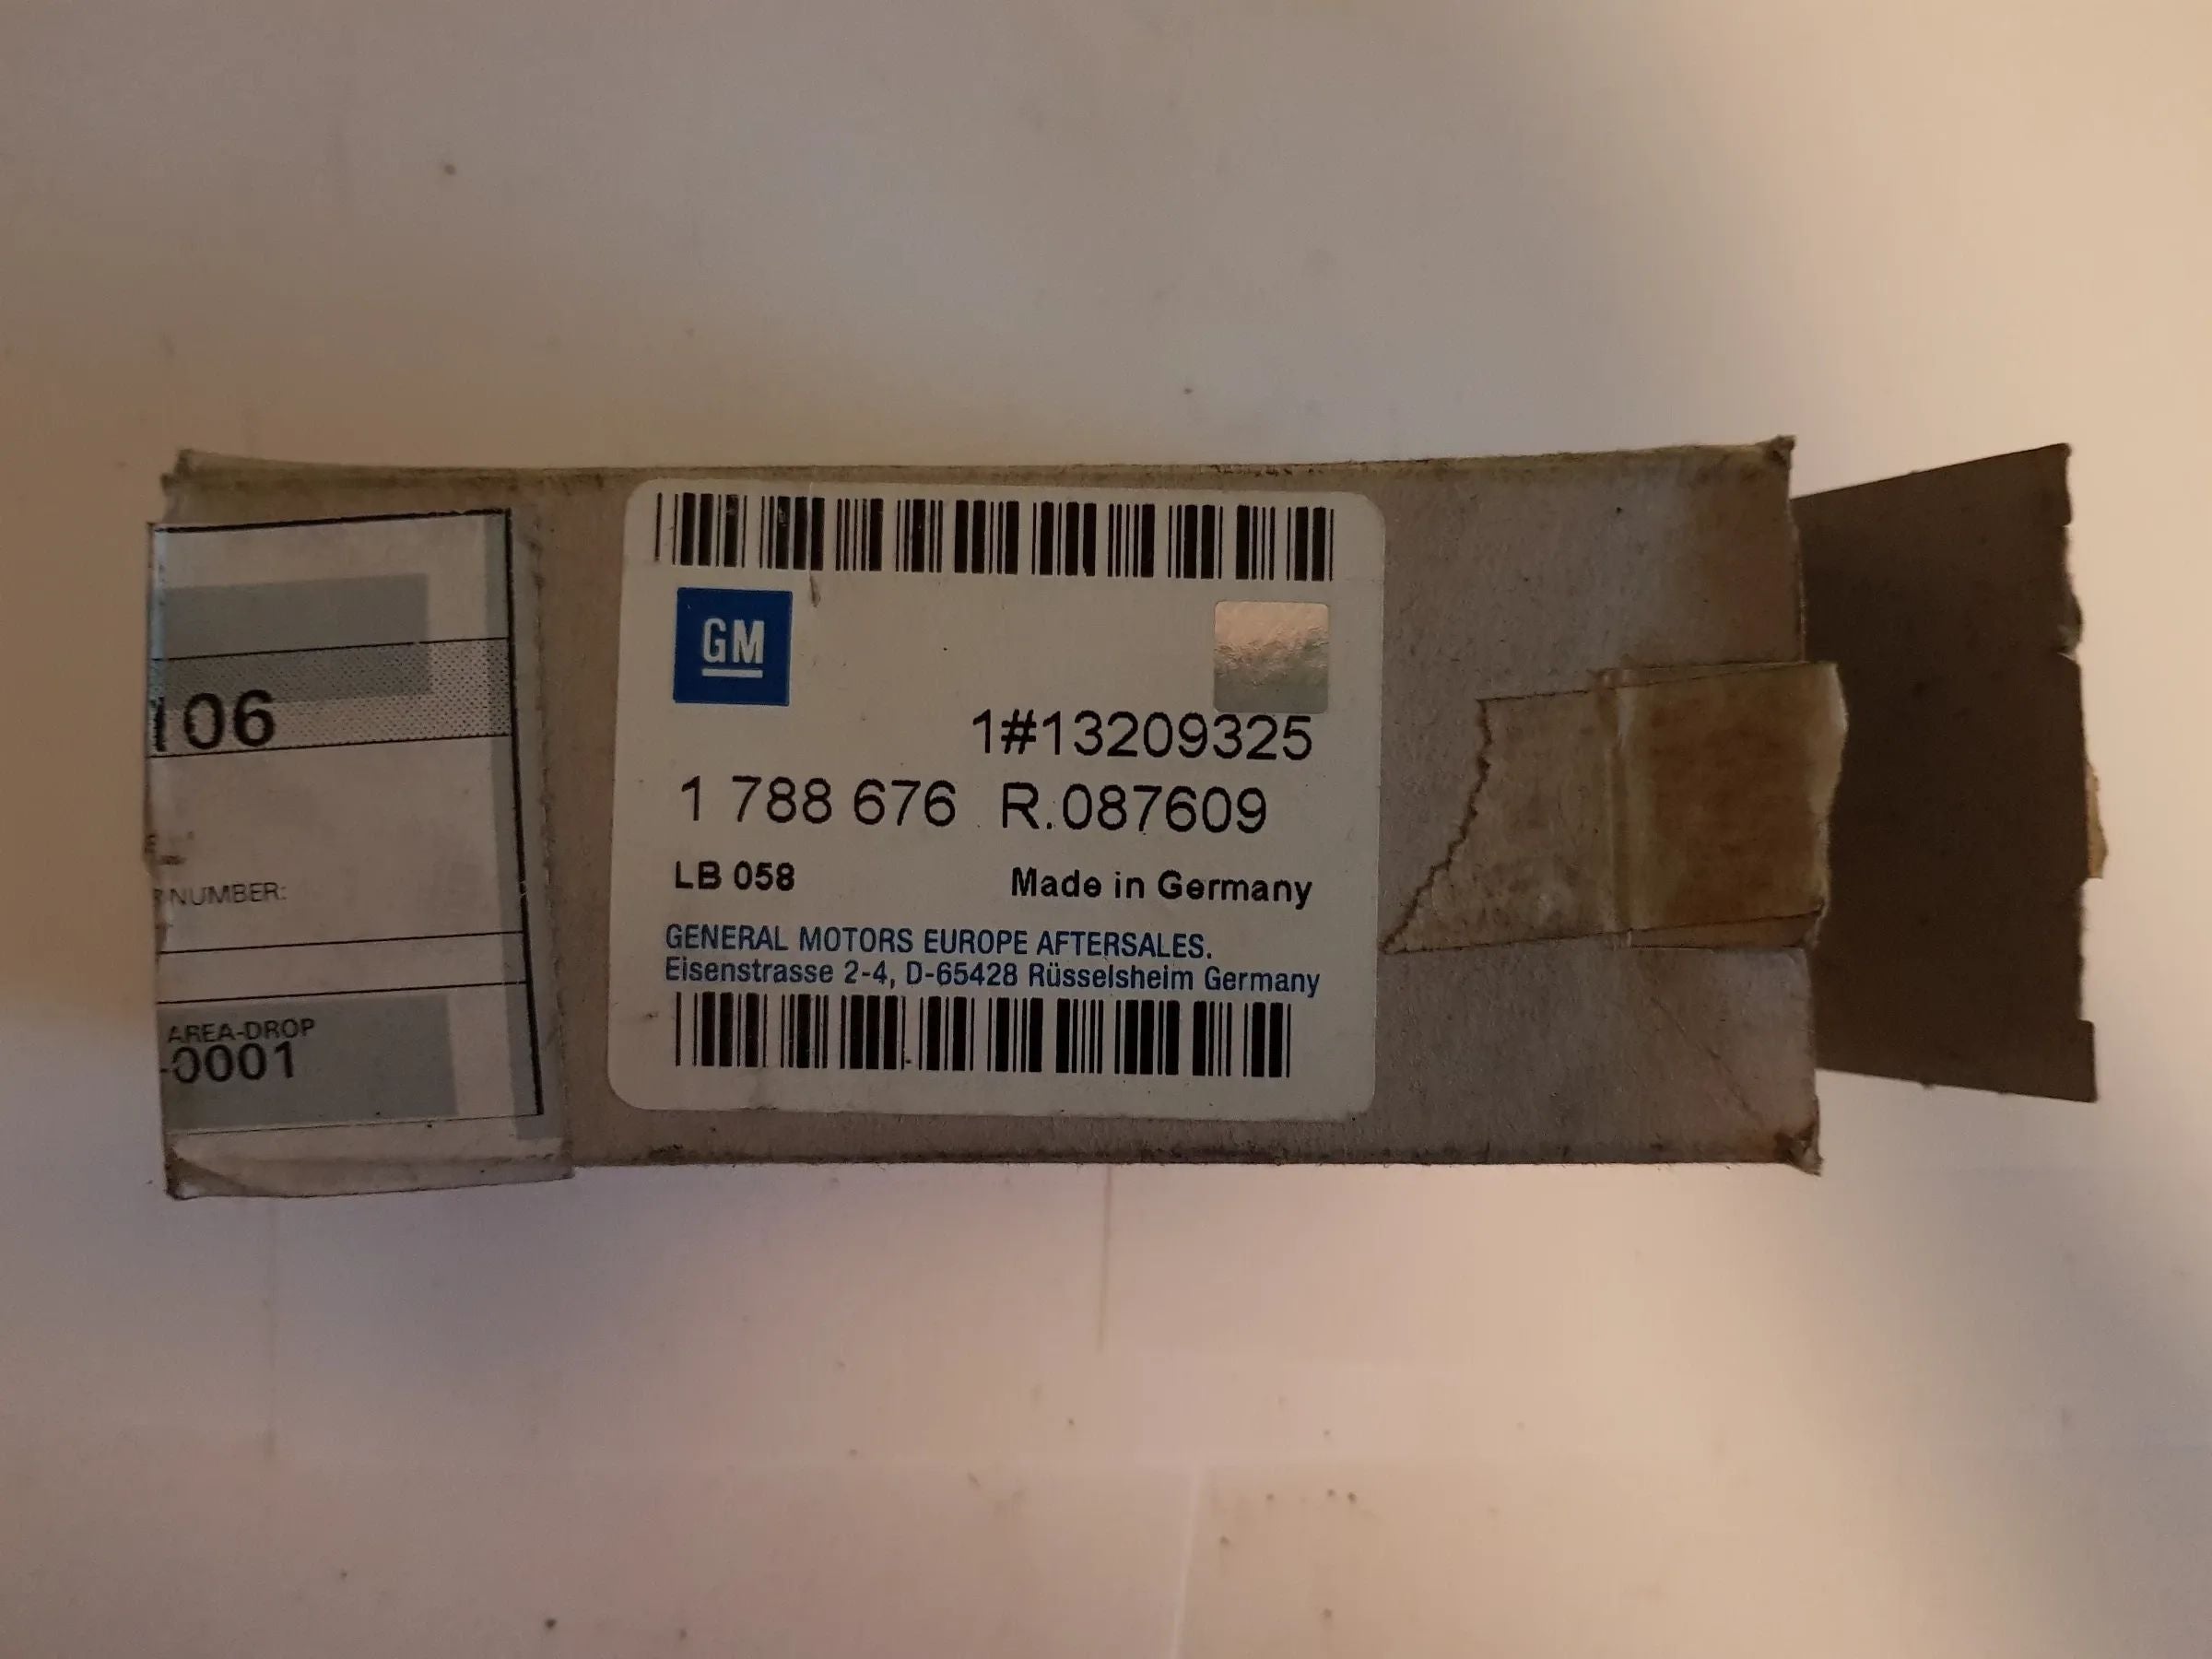 106
NUMBER:
AREA-DROP
-0001
GM
1#13209325
1 788 676 R.087609
LB 058 Made in Germany
GENERAL MOTORS EUROPE AFTERSALES.
Eisenstrasse 2-4, D-65428 Rüsselsheim Germany